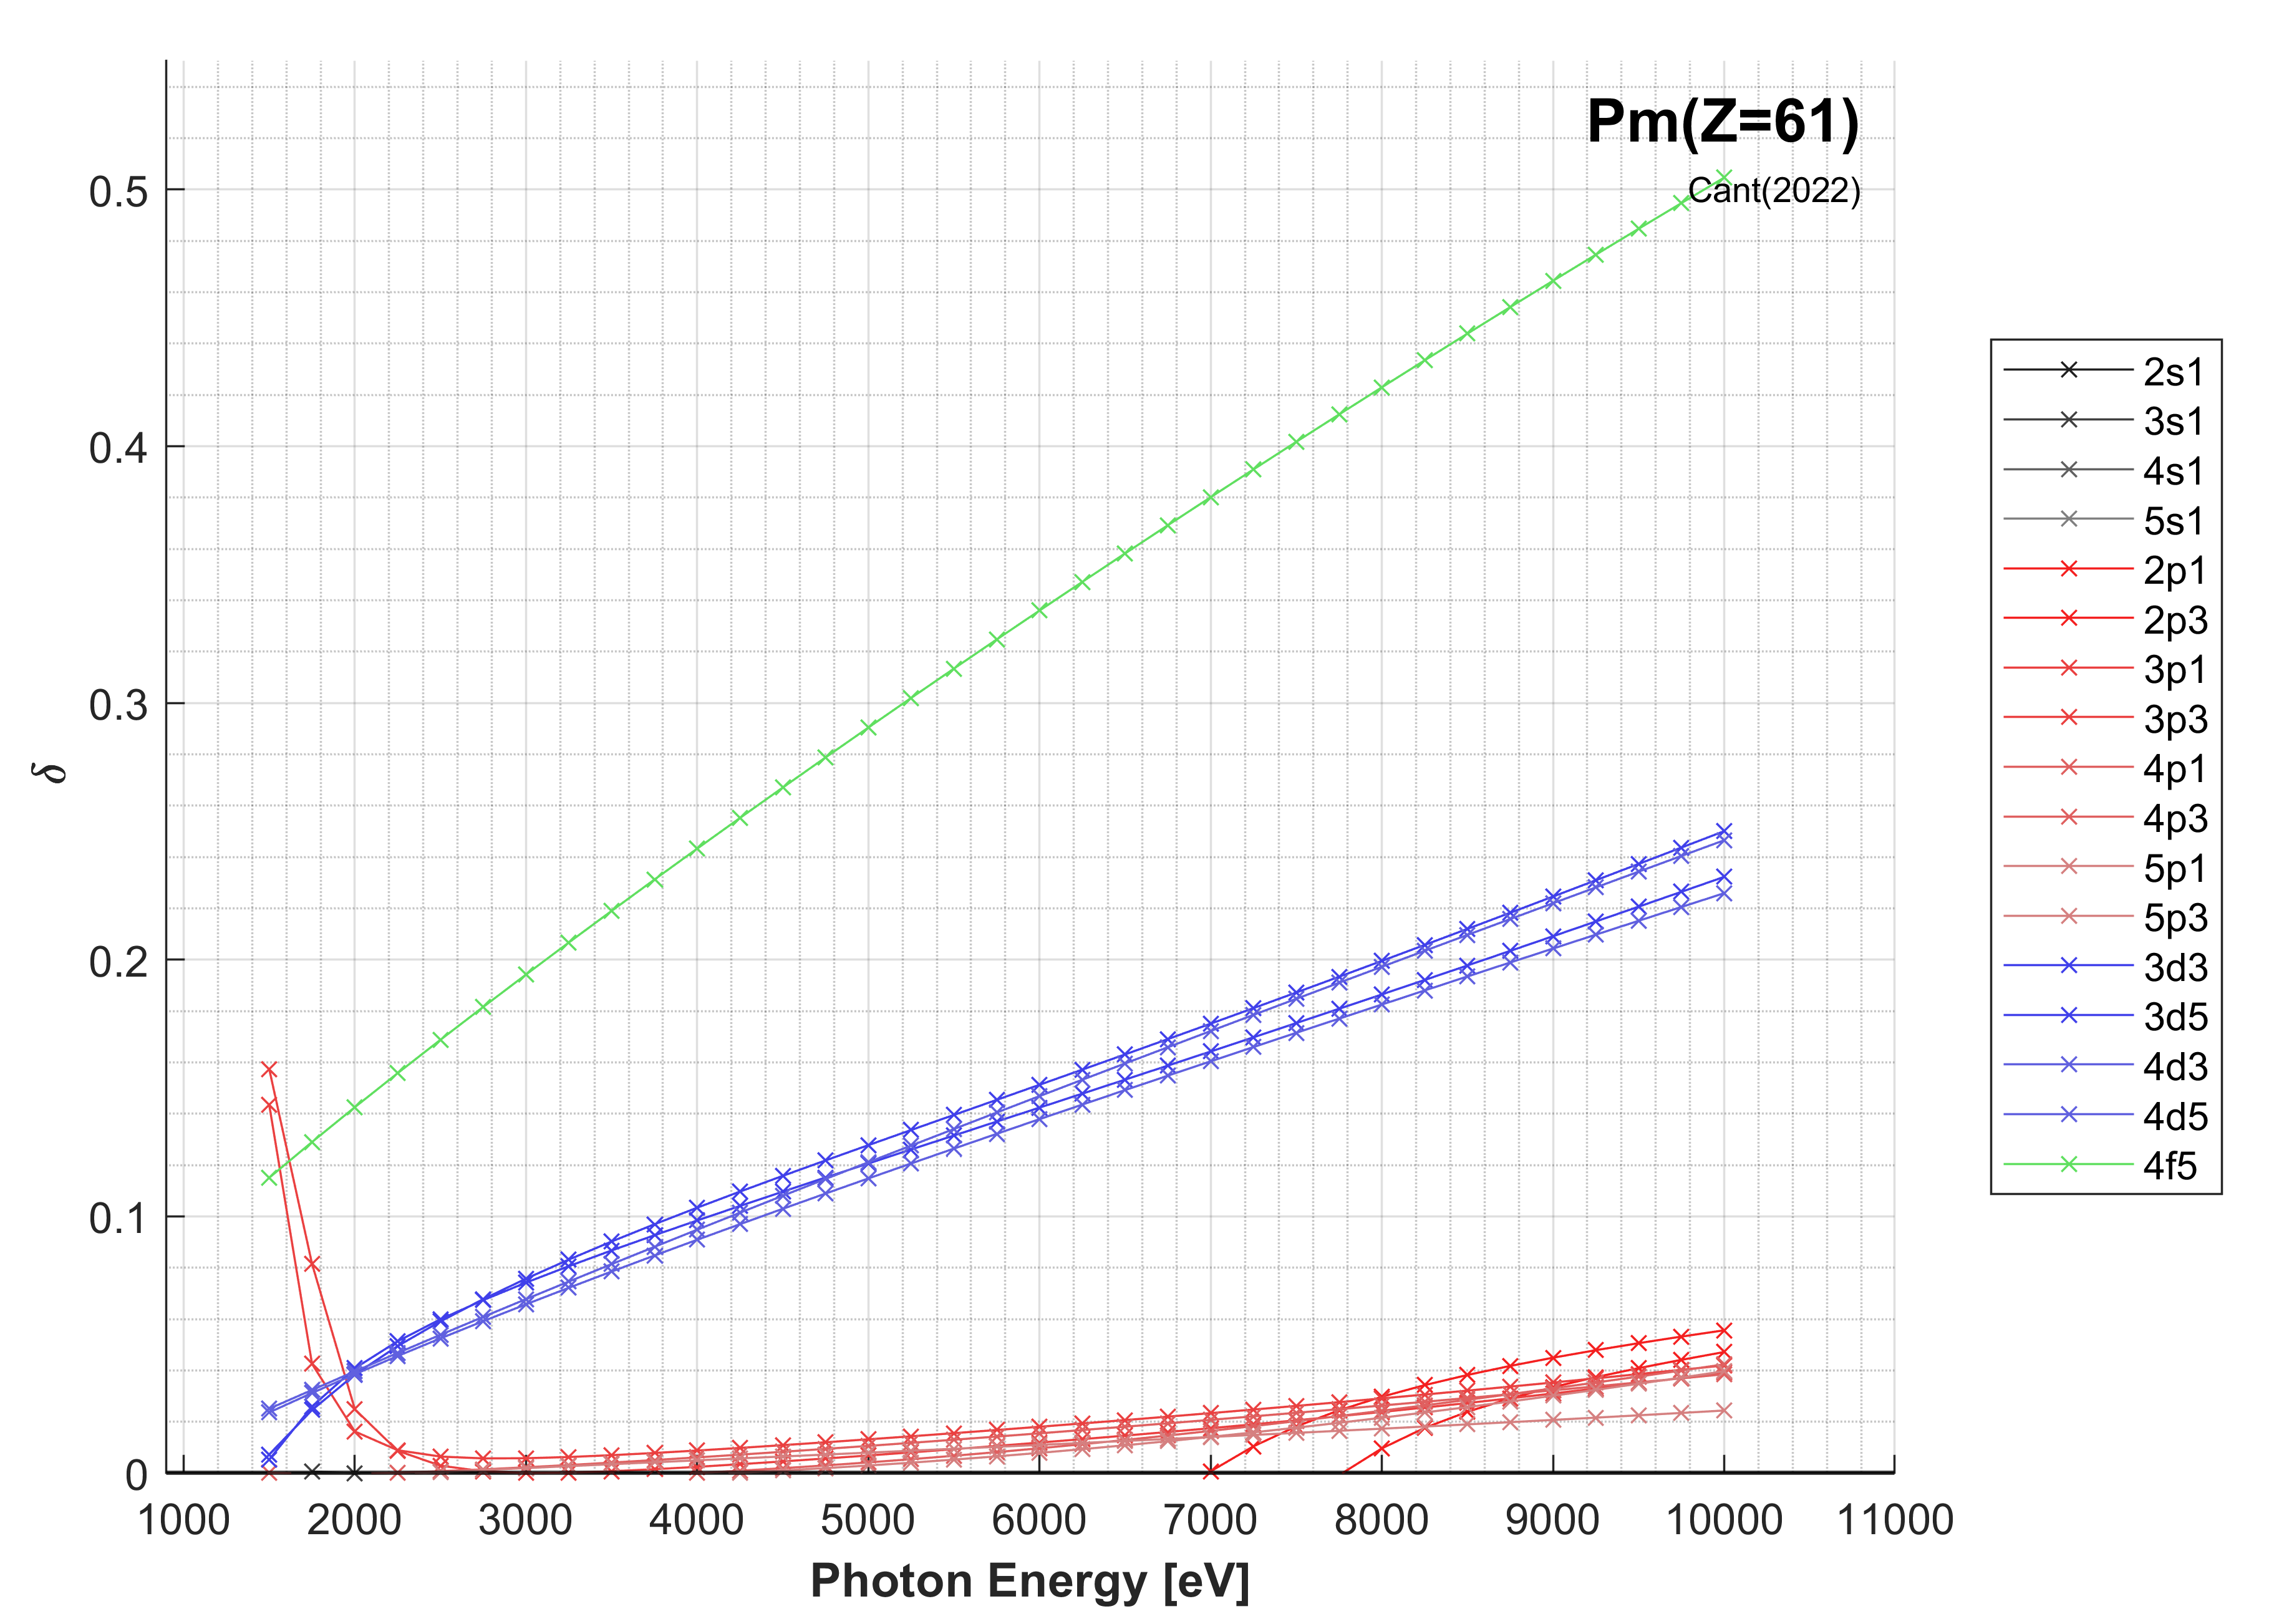 Pm(Z=61)
Cant(2022)
0.5
0.4
0.3
0.2
0.1
0
δ
1000 2000 3000 4000 5000 6000 7000 8000 9000 10000 11000
Photon Energy [eV]
2s1
3s1
4s1
5s1
2p1
2p3
3p1
3p3
4p1
4p3
5p1
5p3
3d3
3d5
4d3
4d5
4f5